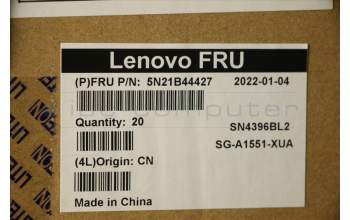 Lenovo FRU
(P)FRU P/N: 5N21B44427 2022-01-04
Quantity: 20 SN4396BL2
SG-A1551-XUA
(4L)Origin: CN
Made in China